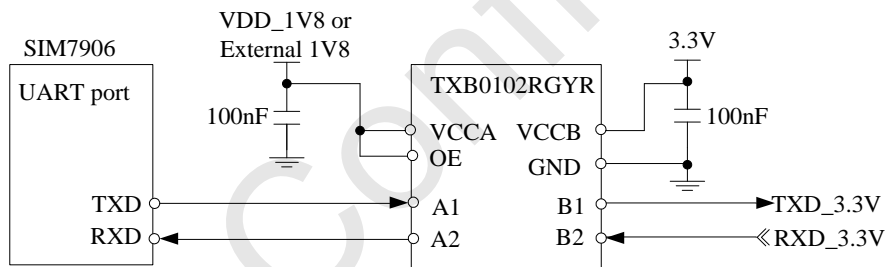 VDD_1V8 or
External 1V8
SIM7906
3.3V
UART port
TXB0102RGYR
100nF
100nF
VCCA
VCCB
OE
GND
TXD
A1
B1
TXD_3.3V
RXD
A2
B2
RXD_3.3V